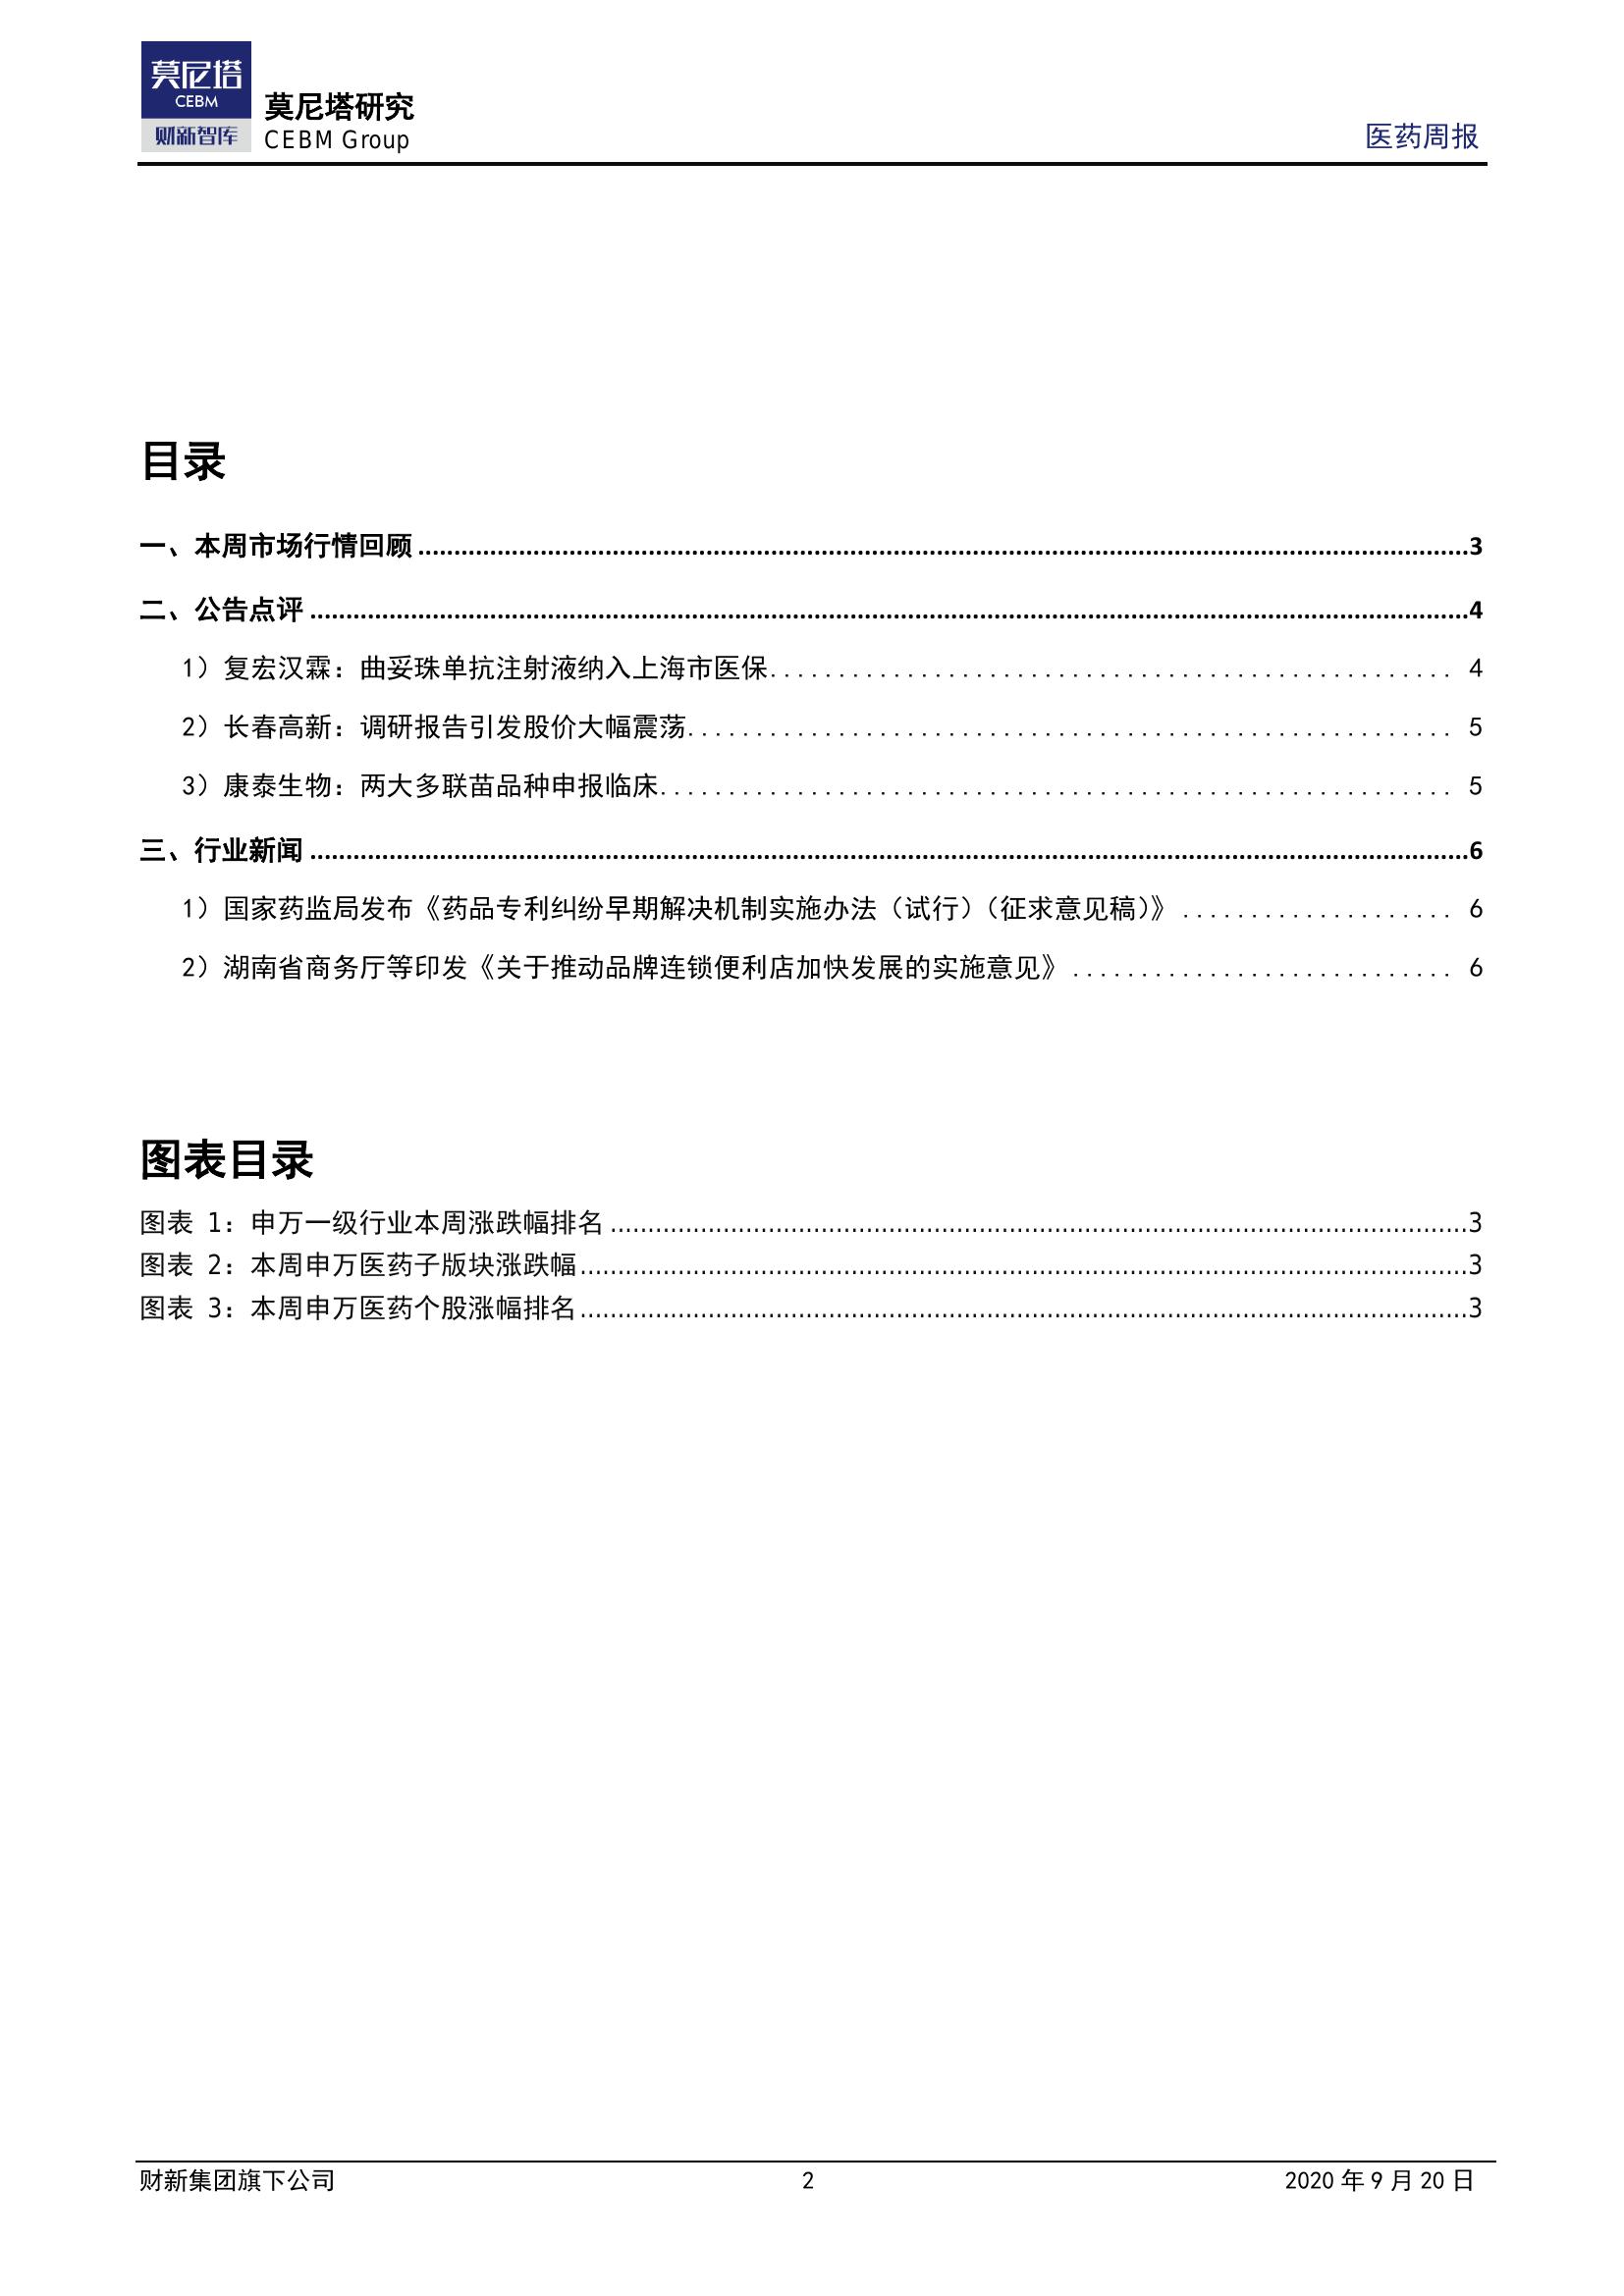 莫尼塔
CEBM
财新智库
莫尼塔研究
CEBM Group
医药周报
目录
一、本周市场行情回顾 3
二、公告点评 4
1）复宏汉霖：曲妥珠单抗注射液纳入上海市医保 4
2）长春高新：调研报告引发股价大幅震荡 5
3）康泰生物：两大多联苗品种申报临床 5
三、行业新闻 6
1）国家药监局发布《药品专利纠纷早期解决机制实施办法（试行）（征求意见稿）》 6
2）湖南省商务厅等印发《关于推动品牌连锁便利店加快发展的实施意见》 6
图表目录
图表 1：申万一级行业本周涨跌幅排名 3
图表 2：本周申万医药子版块涨跌幅 3
图表 3：本周申万医药个股涨幅排名 3
财新集团旗下公司
2
2020 年 9 月 20 日